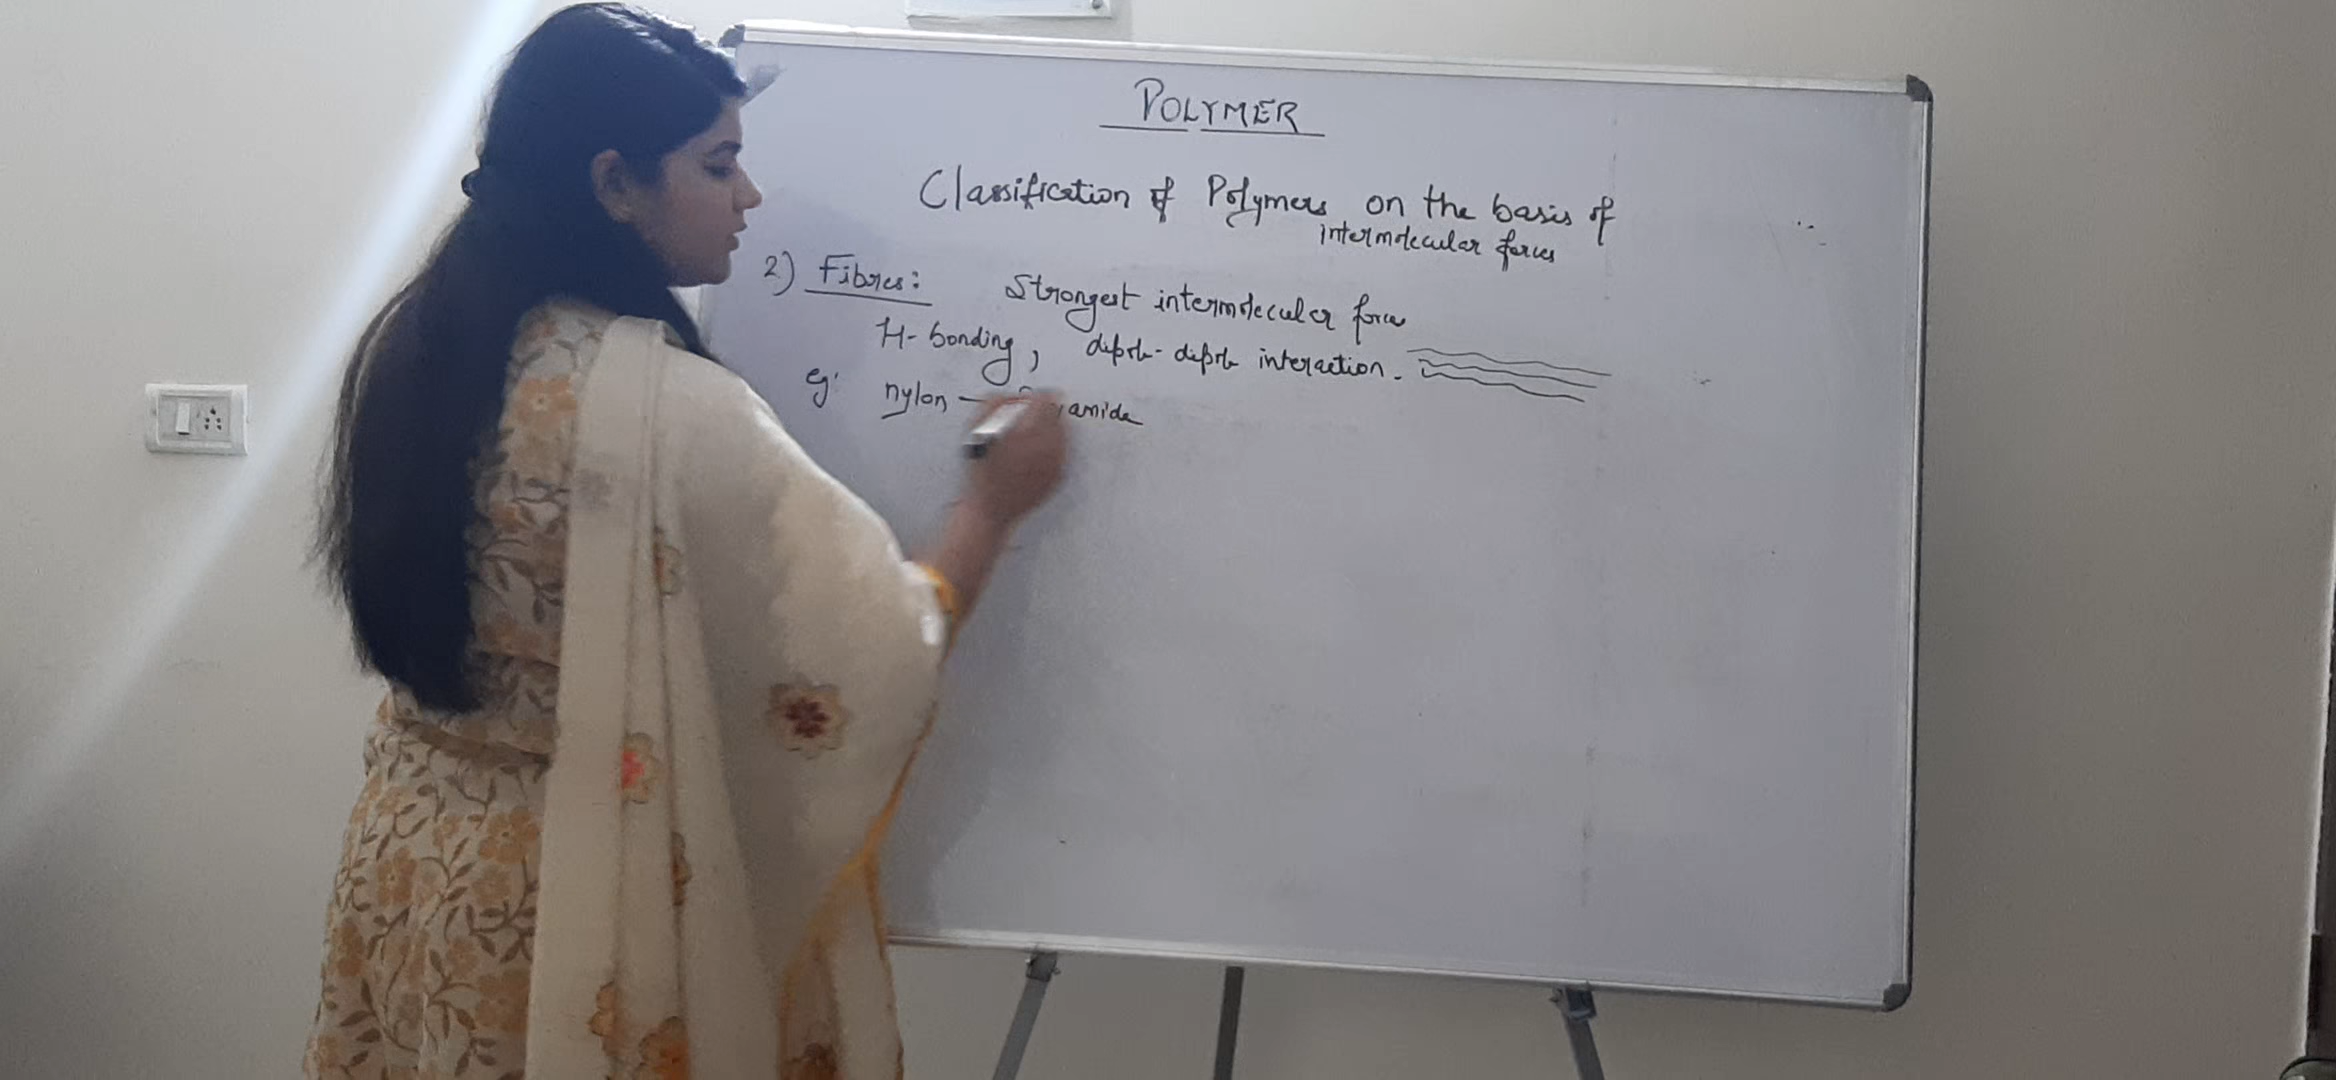 POLYMER
Classification of Polymers on the basis of
intermolecular forces
2) Fibres: Strongest intermolecular force
H-bonding, dipole-dipole interaction.
eg: nylon — amide